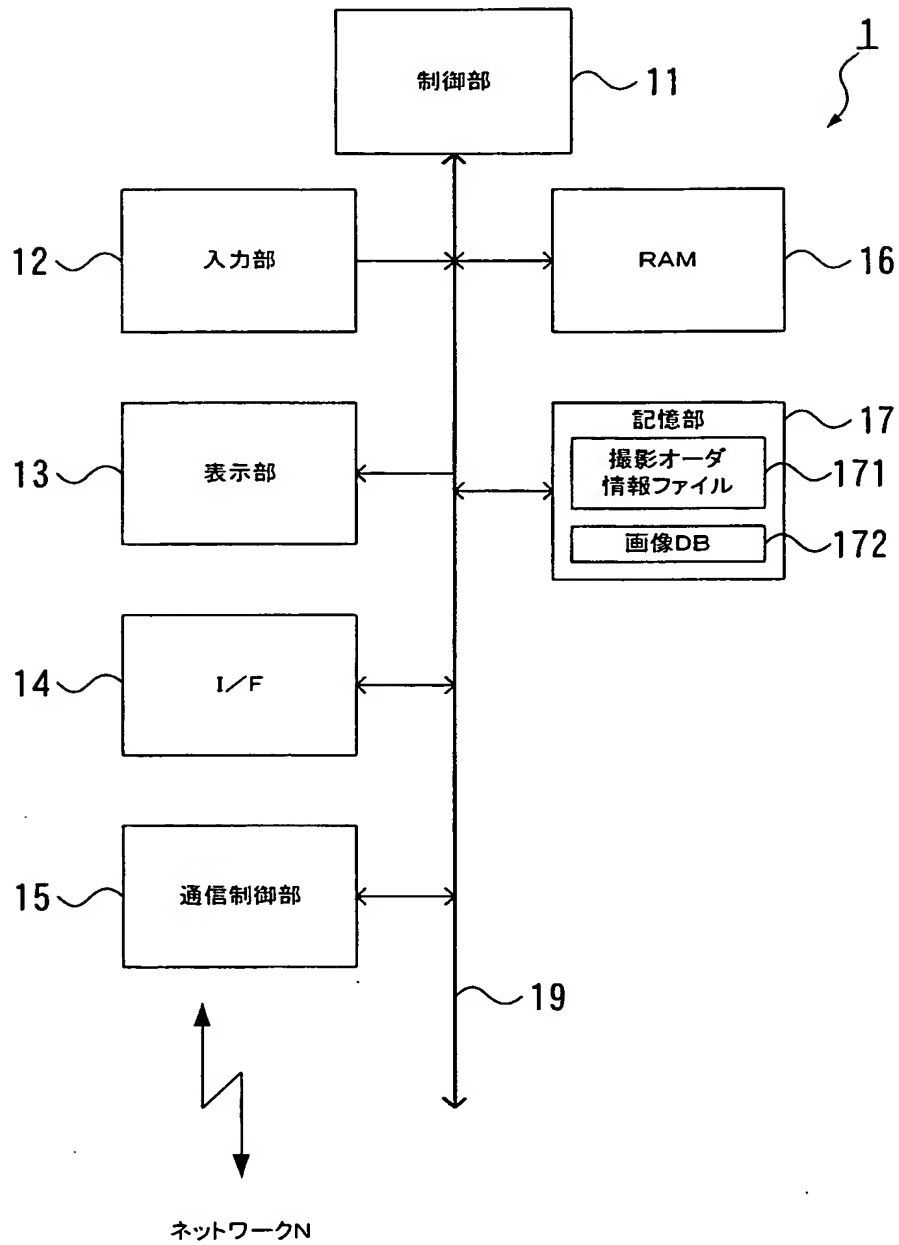 1
制御部
11
入力部
12
RAM
16
表示部
13
記憶部
17
撮影オーダ
情報ファイル
171
画像DB
172
I/F
14
通信制御部
15
19
ネットワークN